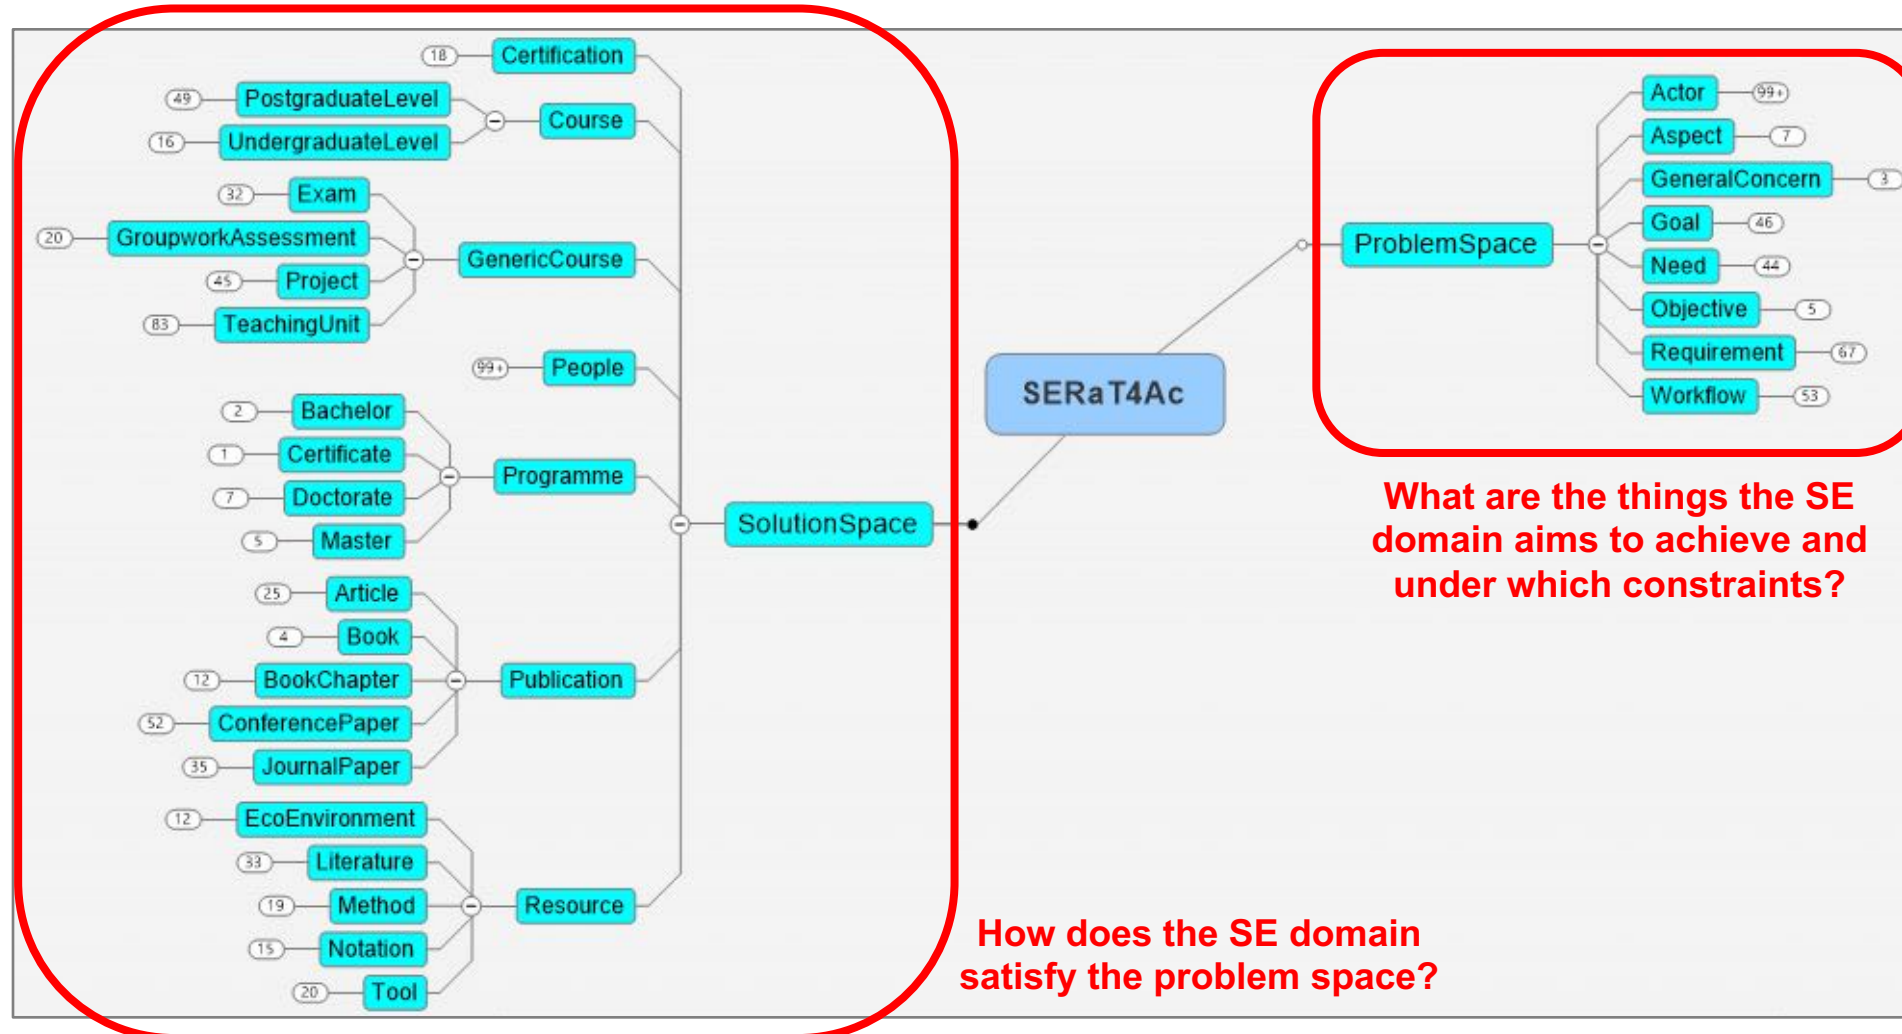 18 Certification
49 PostgraduateLevel
Course
16 UndergraduateLevel
32 Exam
20 GroupworkAssessment
GenericCourse
45 Project
83 TeachingUnit
99+ People
2 Bachelor
1 Certificate
Programme
7 Doctorate
5 Master
25 Article
4 Book
12 BookChapter
Publication
52 ConferencePaper
35 JournalPaper
12 EcoEnvironment
33 Literature
19 Method
Resource
15 Notation
20 Tool
SolutionSpace
SERaT4Ac
ProblemSpace
Actor 99+
Aspect 7
GeneralConcern 3
Goal 46
Need 44
Objective 5
Requirement 67
Workflow 53
What are the things the SE
domain aims to achieve and
under which constraints?
How does the SE domain
satisfy the problem space?